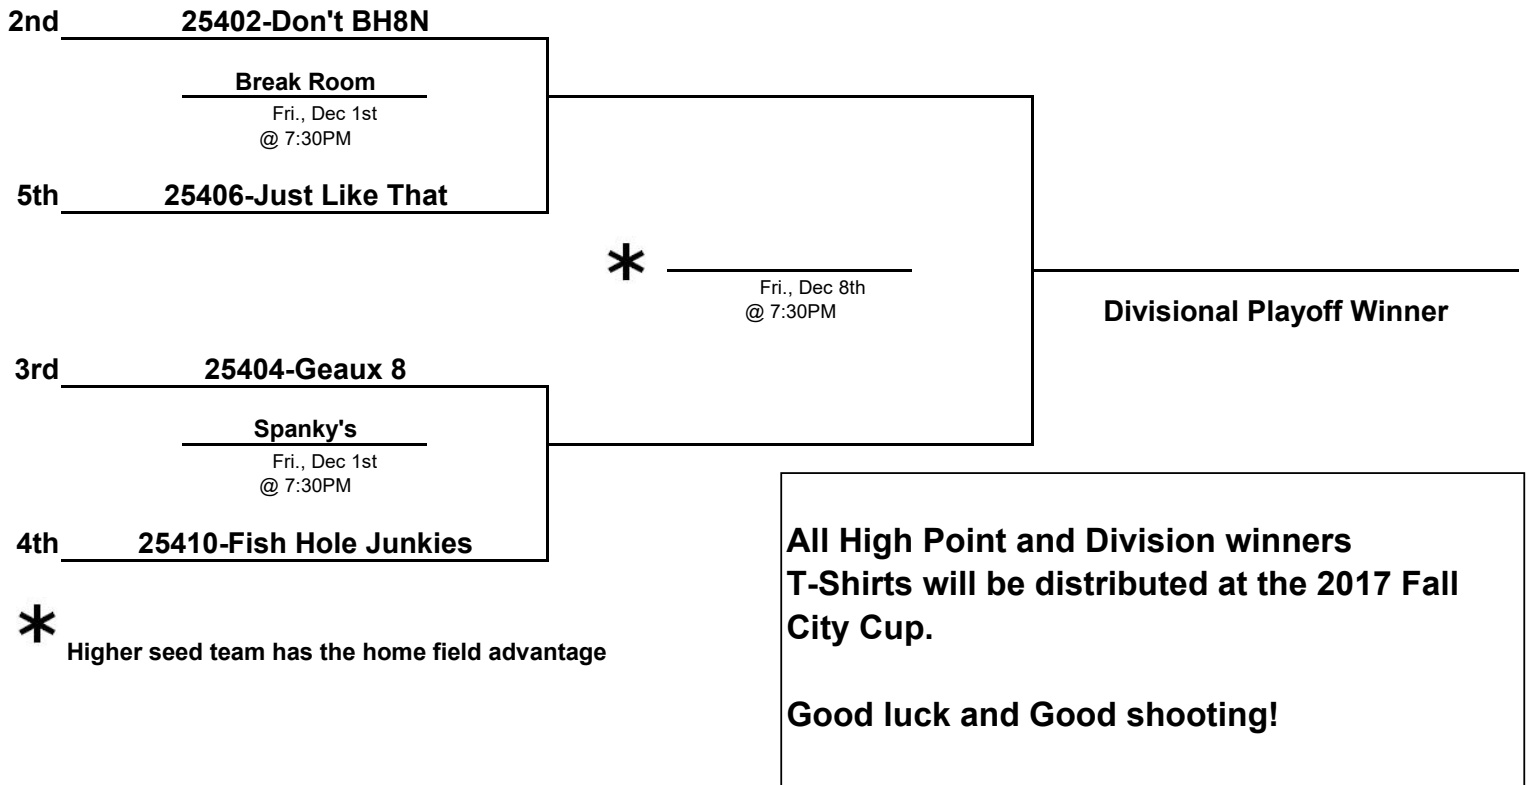 2nd 25402-Don't BH8N
Break Room
Fri., Dec 1st
@ 7:30PM
5th 25406-Just Like That
* Fri., Dec 8th
@ 7:30PM
Divisional Playoff Winner
3rd 25404-Geaux 8
Spanky's
Fri., Dec 1st
@ 7:30PM
4th 25410-Fish Hole Junkies
* Higher seed team has the home field advantage
All High Point and Division winners
T-Shirts will be distributed at the 2017 Fall
City Cup.
Good luck and Good shooting!